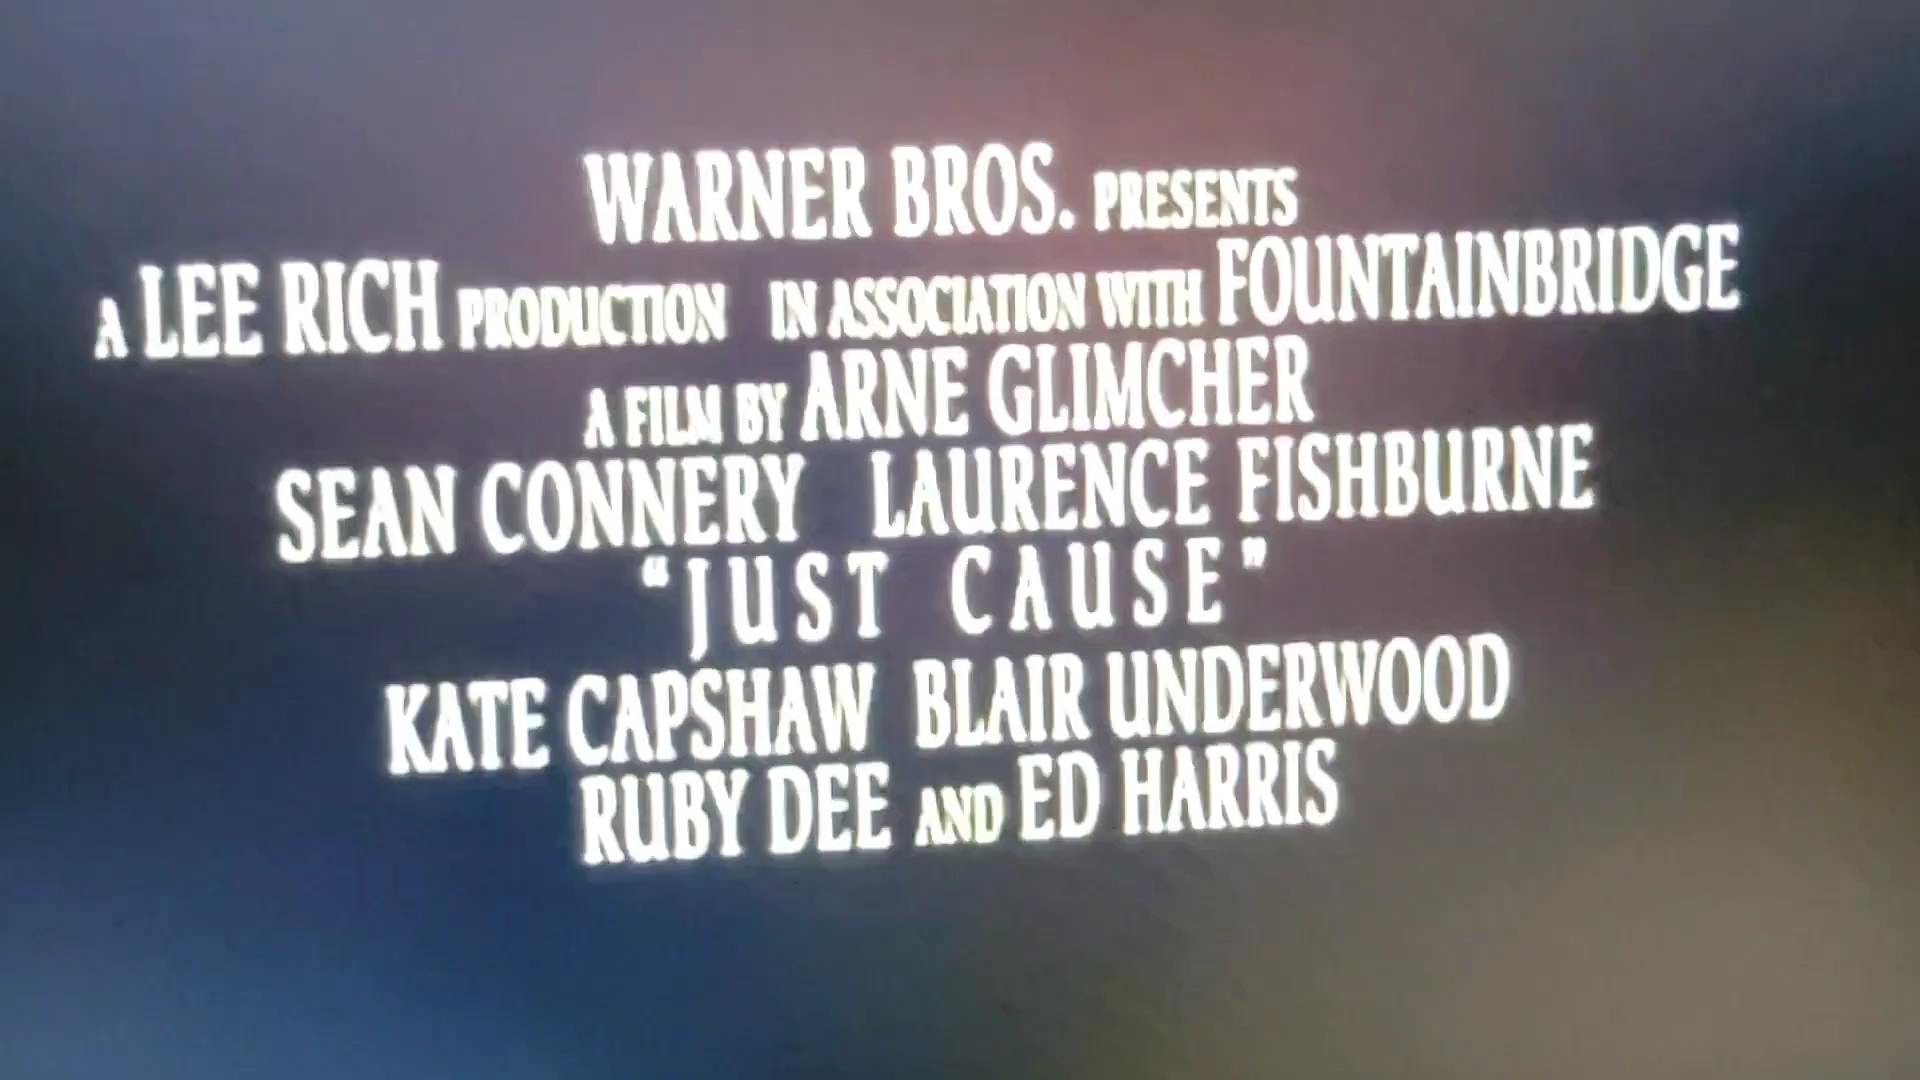 WARNER BROS. PRESENTS
A LEE RICH PRODUCTION IN ASSOCIATION WITH FOUNTAINBRIDGE
A FILM BY ARNE GLIMCHER
SEAN CONNERY LAURENCE FISHBURNE
“JUST CAUSE”
KATE CAPSHAW BLAIR UNDERWOOD
RUBY DEE AND ED HARRIS